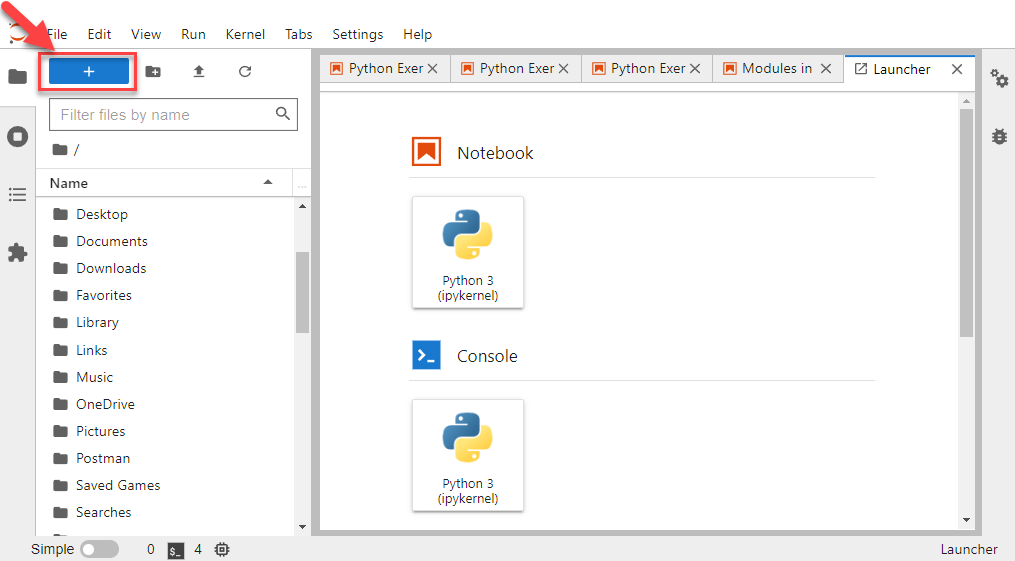 File Edit View Run Kernel Tabs Settings Help
+
Python Exer Python Exer Python Exer Modules in Launcher
Filter files by name
/
Name
...
Desktop
Documents
Downloads
Favorites
Library
Links
Music
OneDrive
Pictures
Postman
Saved Games
Searches
Notebook
Python 3
(ipykernel)
Console
Python 3
(ipykernel)
Simple 0 $_ 4 Launcher